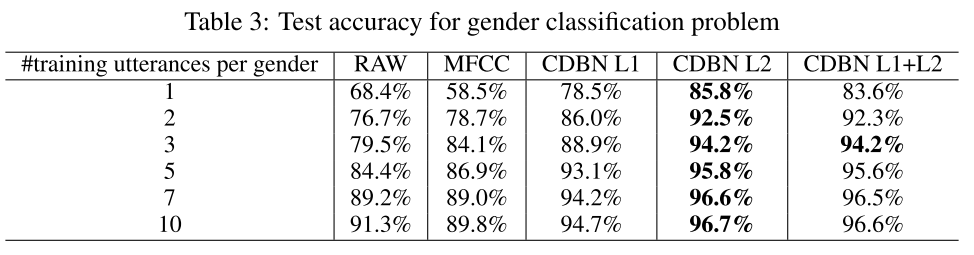 Table 3: Test accuracy for gender classification problem
#training utterances per gender RAW MFCC CDBN L1 CDBN L2 CDBN L1+L2
1 68.4% 58.5% 78.5% 85.8% 83.6%
2 76.7% 78.7% 86.0% 92.5% 92.3%
3 79.5% 84.1% 88.9% 94.2% 94.2%
5 84.4% 86.9% 93.1% 95.8% 95.6%
7 89.2% 89.0% 94.2% 96.6% 96.5%
10 91.3% 89.8% 94.7% 96.7% 96.6%